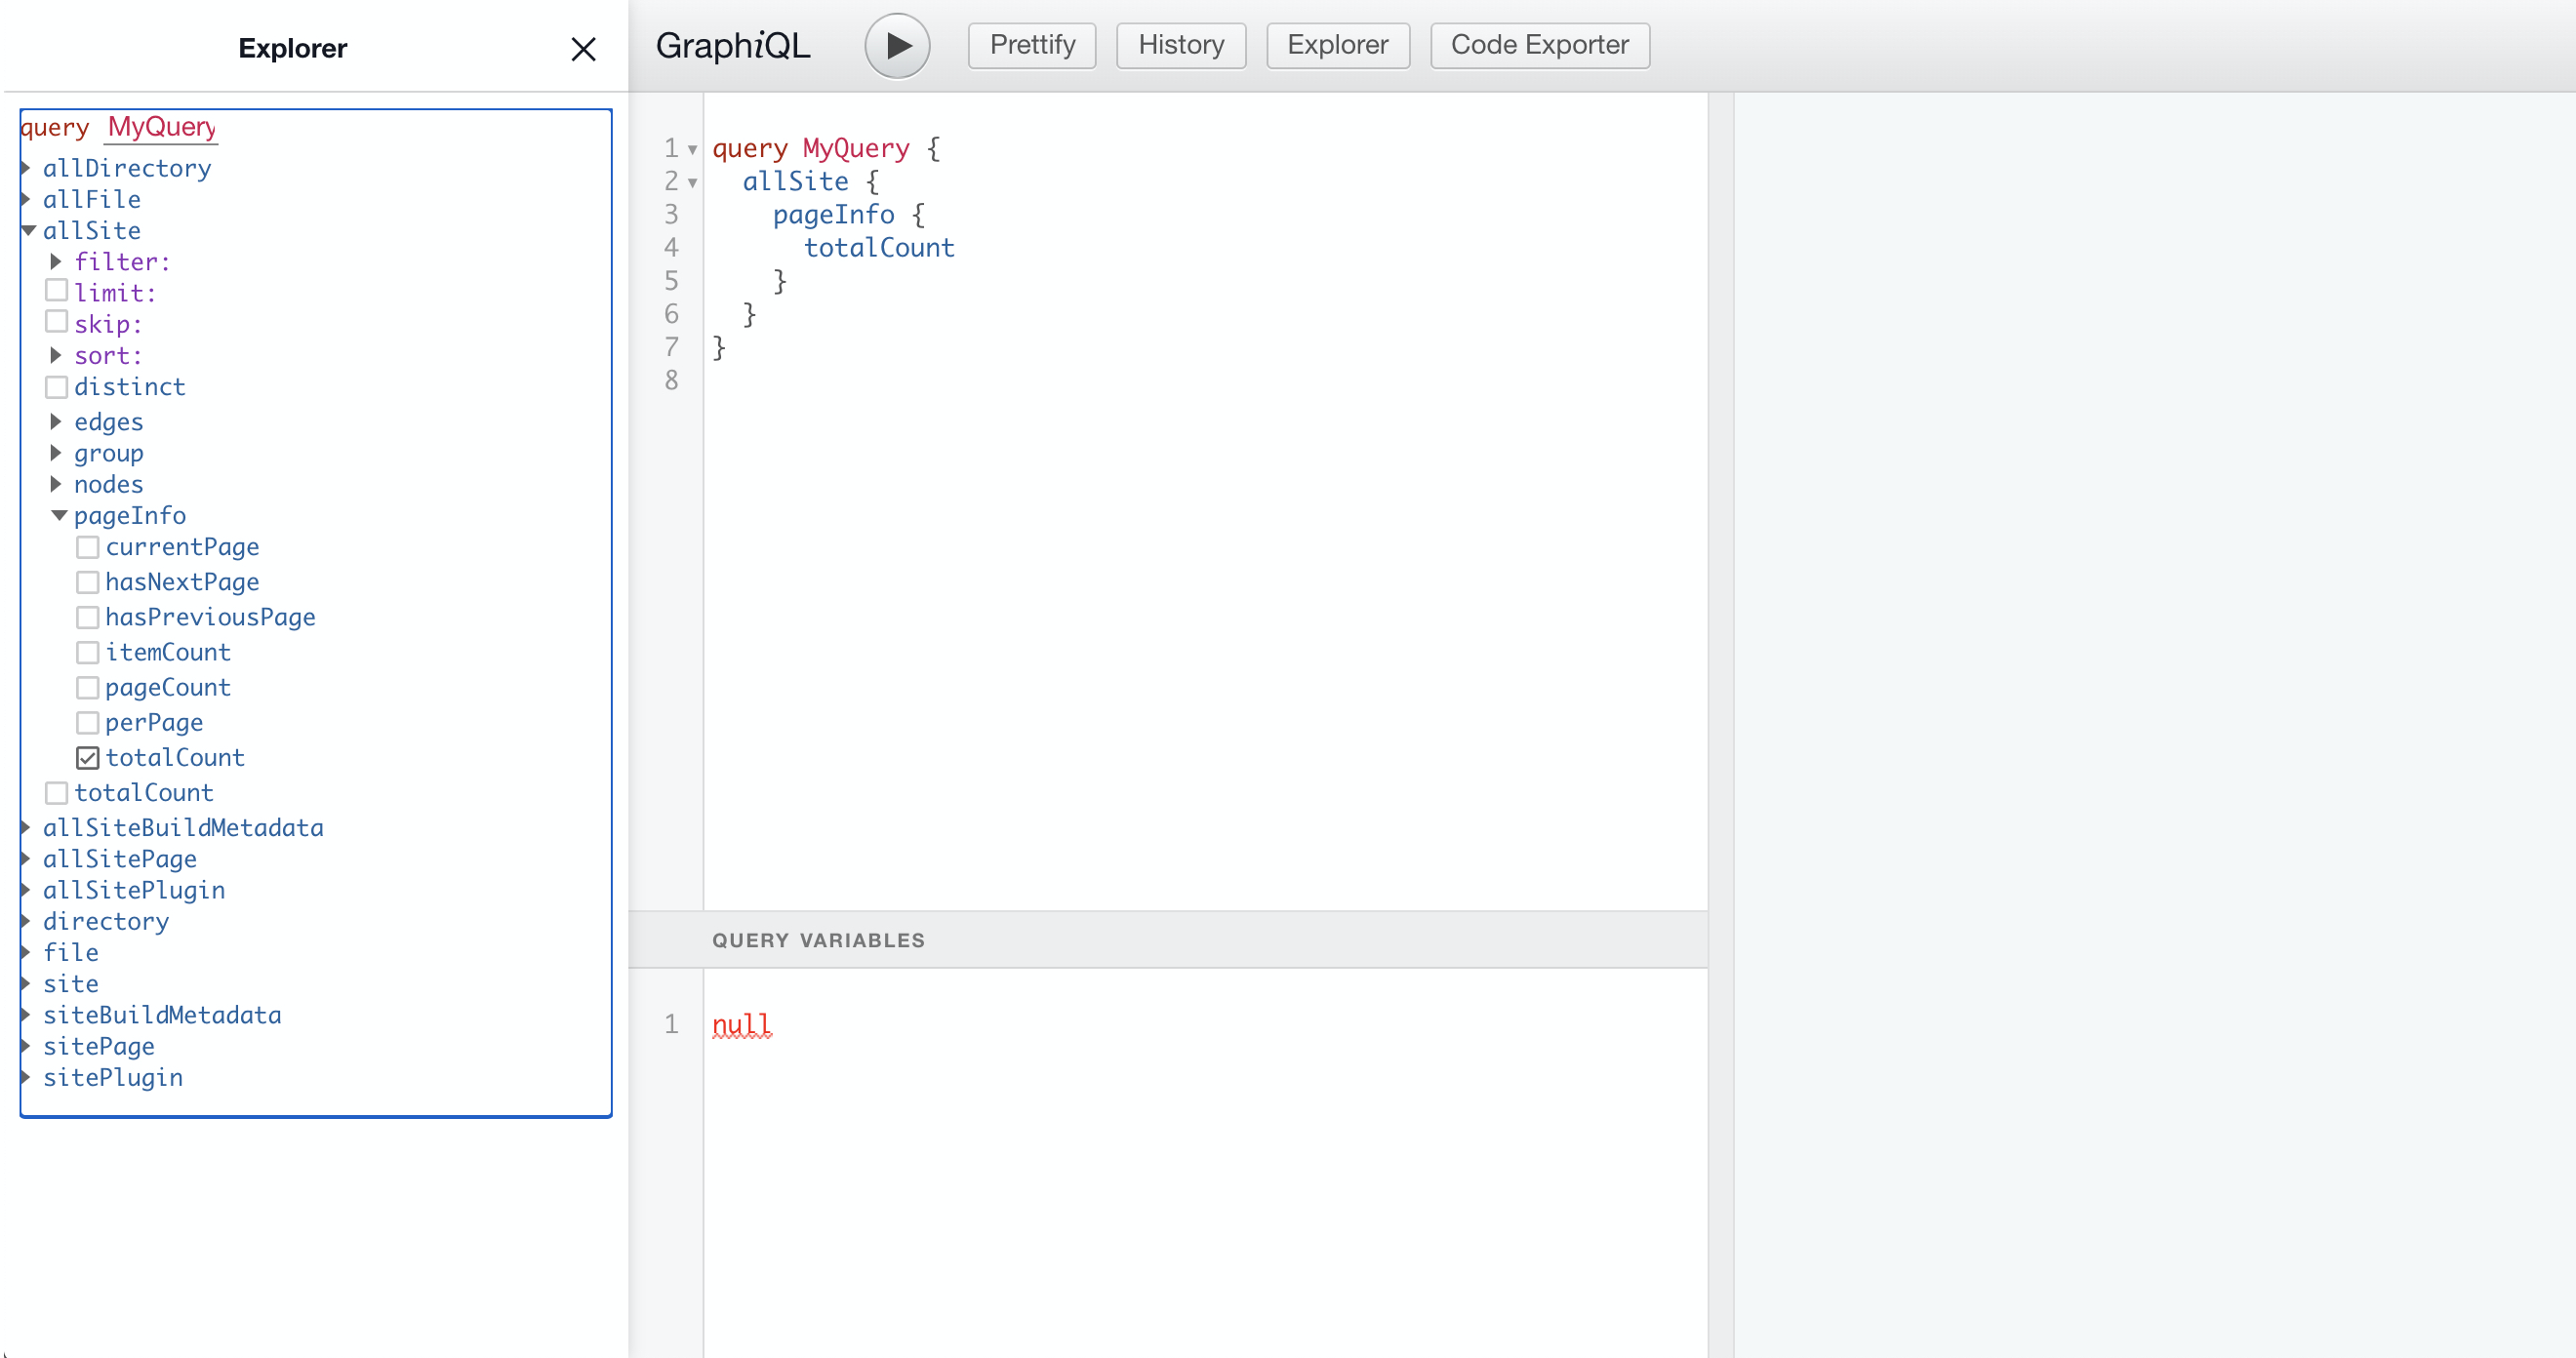 Explorer
query MyQuery
allDirectory
allFile
allSite
filter:
limit:
skip:
sort:
distinct
edges
group
nodes
pageInfo
currentPage
hasNextPage
hasPreviousPage
itemCount
pageCount
perPage
totalCount
totalCount
allSiteBuildMetadata
allSitePage
allSitePlugin
directory
file
site
siteBuildMetadata
sitePage
sitePlugin
GraphiQL Prettify History Explorer Code Exporter
1 query MyQuery {
2 allSite {
3 pageInfo {
4 totalCount
5 }
6 }
7 }
8
QUERY VARIABLES
1 null